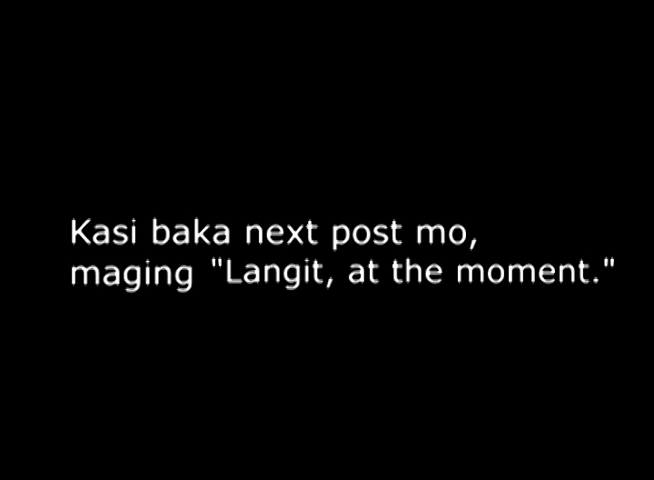 Kasi baka next post mo,
maging "Langit, at the moment."